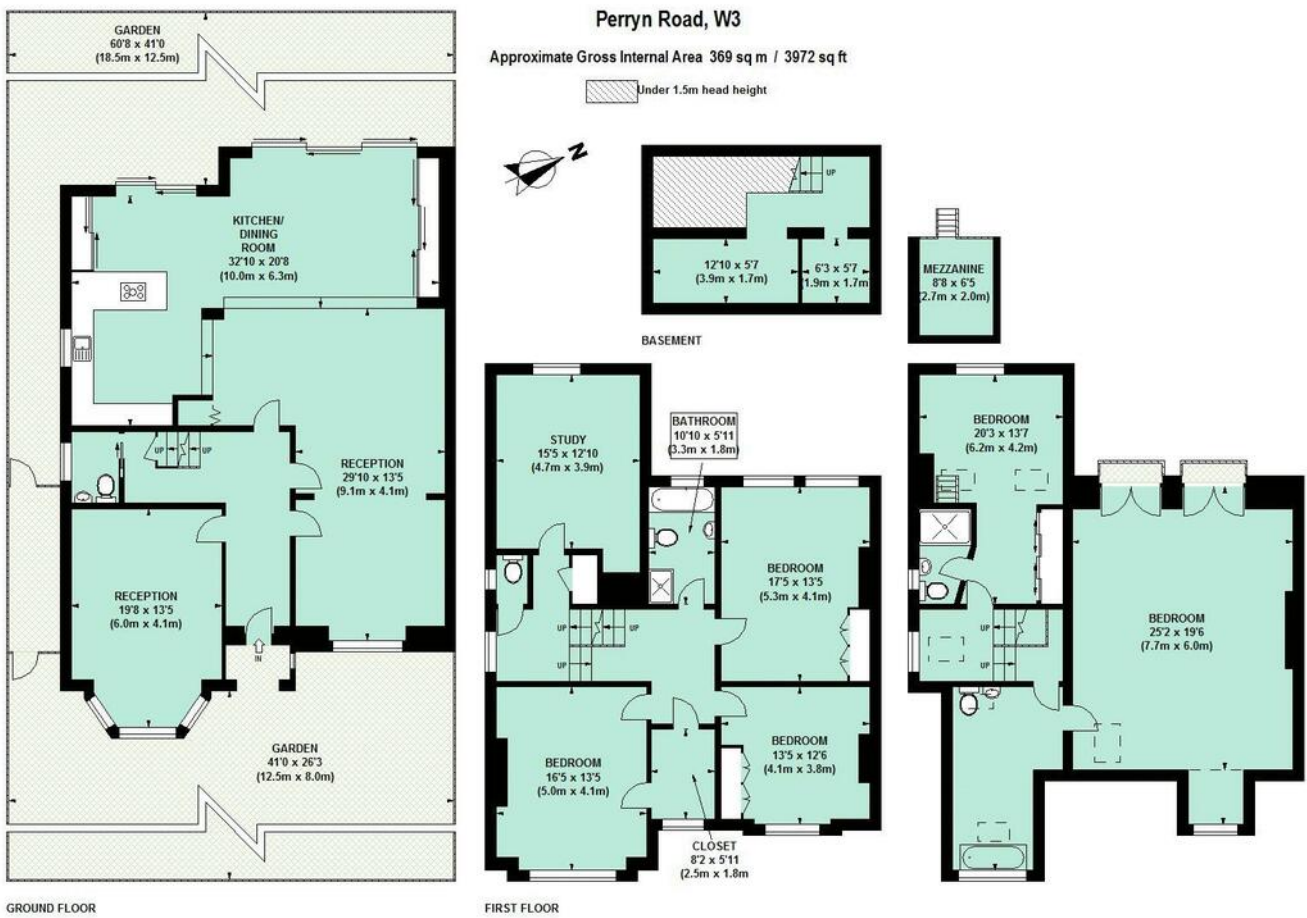 Perryn Road, W3
Approximate Gross Internal Area 369 sq m / 3972 sq ft
Under 1.5m head height
N
GARDEN
60'8 x 41'0
(18.5m x 12.5m)
KITCHEN/
DINING
ROOM
32'10 x 20'8
(10.0m x 6.3m)
UP
UP
RECEPTION
29'10 x 13'5
(9.1m x 4.1m)
RECEPTION
19'8 x 13'5
(6.0m x 4.1m)
IN
GARDEN
41'0 x 26'3
(12.5m x 8.0m)
GROUND FLOOR
UP
12'10 x 5'7
(3.9m x 1.7m)
6'3 x 5'7
(1.9m x 1.7m
BASEMENT
STUDY
15'5 x 12'10
(4.7m x 3.9m)
BATHROOM
10'10 x 5'11
(3.3m x 1.8m)
BEDROOM
17'5 x 13'5
(5.3m x 4.1m)
UP
UP
UP
BEDROOM
16'5 x 13'5
(5.0m x 4.1m)
BEDROOM
13'5 x 12'6
(4.1m x 3.8m)
CLOSET
8'2 x 5'11
(2.5m x 1.8m
FIRST FLOOR
MEZZANINE
8'8 x 6'5
(2.7m x 2.0m)
BEDROOM
20'3 x 13'7
(6.2m x 4.2m)
UP
UP
BEDROOM
25'2 x 19'6
(7.7m x 6.0m)